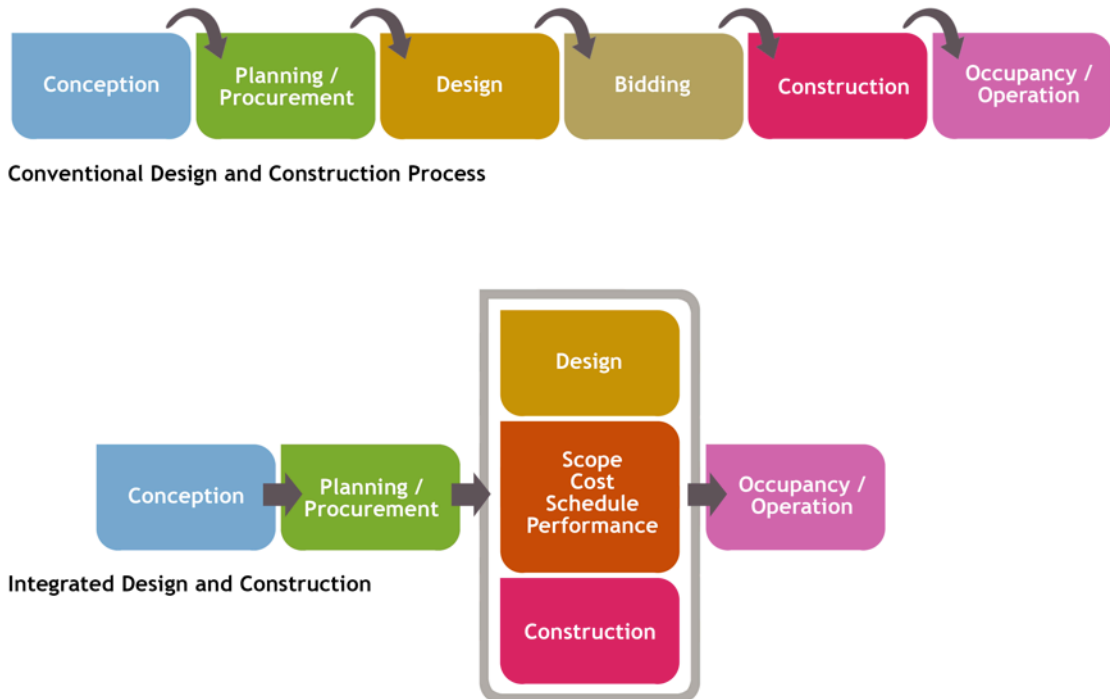 Conception
Planning /
Procurement
Design
Bidding
Construction
Occupancy /
Operation
Conventional Design and Construction Process
Design
Scope
Cost
Schedule
Performance
Construction
Conception
Planning /
Procurement
Occupancy /
Operation
Integrated Design and Construction